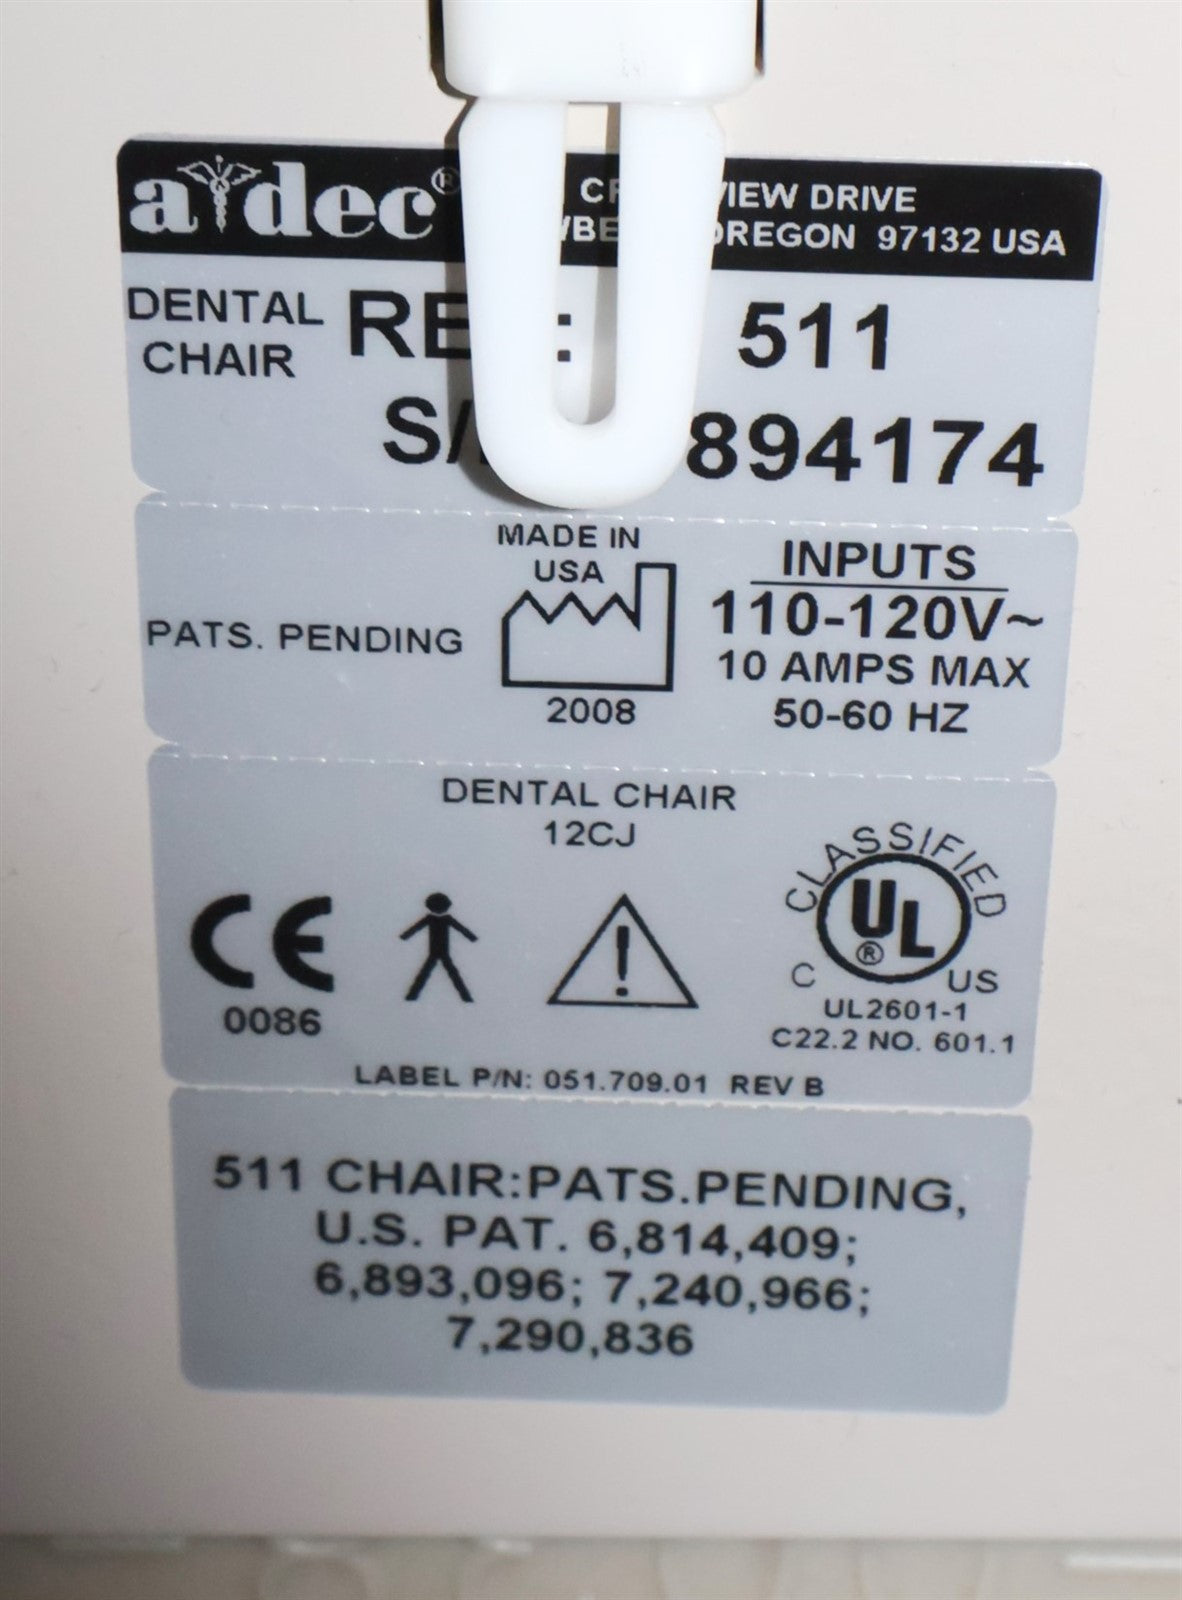 a dec®
VIEW DRIVE
OREGON 97132 USA
DENTAL
CHAIR
511
894174
MADE IN
USA
2008
PATS. PENDING
INPUTS
110-120V~
10 AMPS MAX
50-60 HZ
DENTAL CHAIR
12CJ
CE
0086
CLASSIFIED
UL®
C US
UL2601-1
C22.2 NO. 601.1
LABEL P/N: 051.709.01 REV B
511 CHAIR:PATS.PENDING,
U.S. PAT. 6,814,409;
6,893,096; 7,240,966;
7,290,836